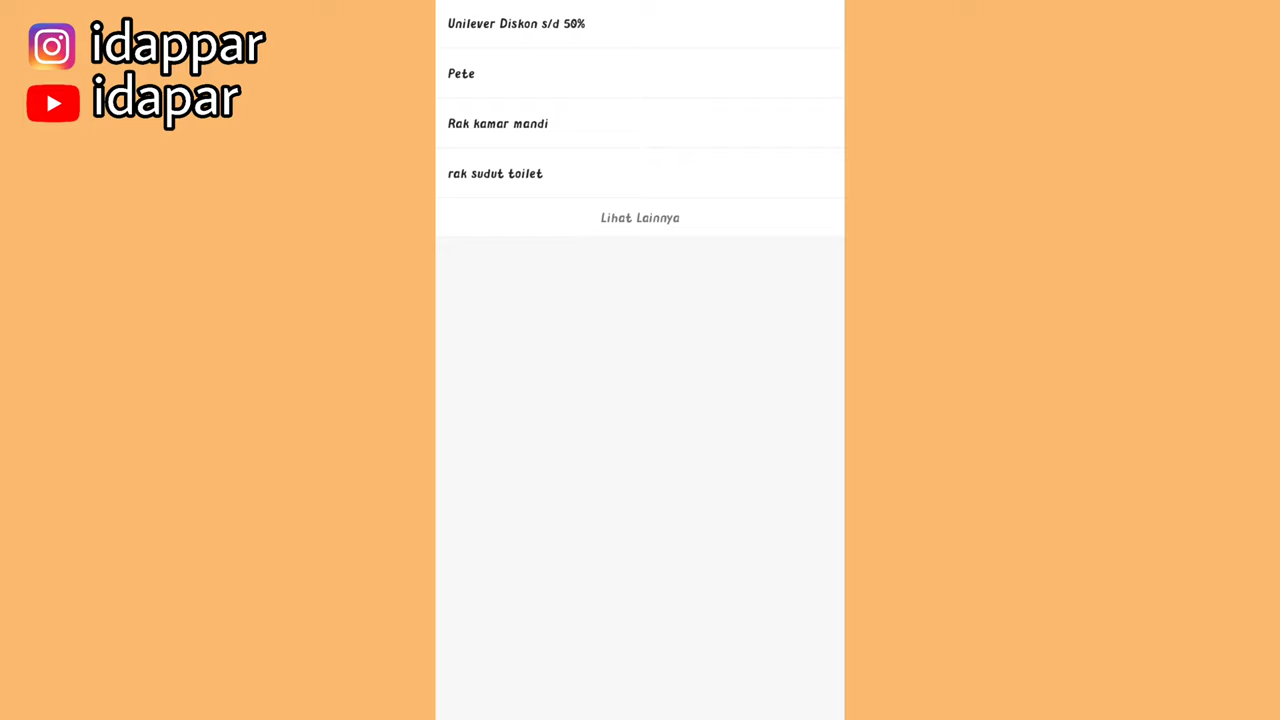 idappar
idapar
Unilever Diskon s/d 50%
Pete
Rak kamar mandi
rak sudut toilet
Lihat Lainnya